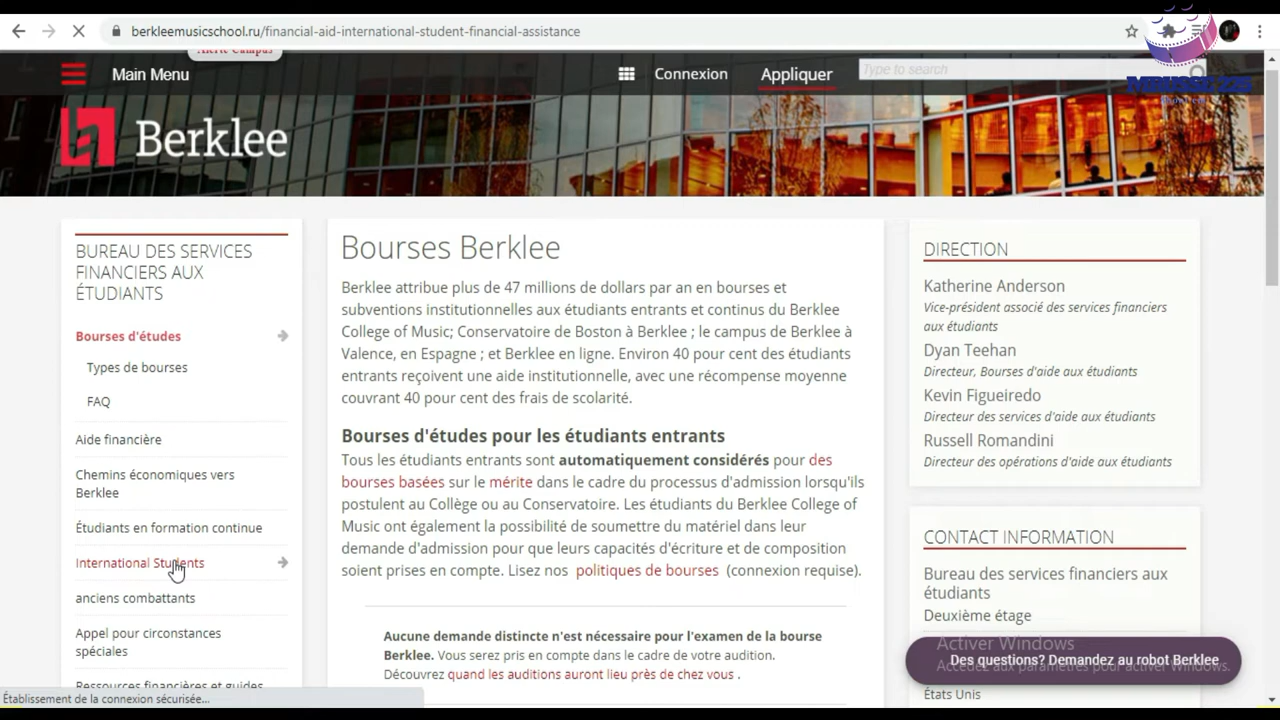 berkleemusicschool.ru/financial-aid-international-student-financial-assistance
Alerte Campus
Main Menu
Connexion
Appliquer
Type to search
MOUSSE 225
Berklee
BUREAU DES SERVICES
FINANCIERS AUX
ÉTUDIANTS
Bourses d'études
Types de bourses
FAQ
Aide financière
Chemins économiques vers
Berklee
Étudiants en formation continue
International Students
anciens combattants
Appel pour circonstances
spéciales
Ressources financières et guides
Établissement de la connexion sécurisée...
Bourses Berklee
Berklee attribue plus de 47 millions de dollars par an en bourses et
subventions institutionnelles aux étudiants entrants et continus du Berklee
College of Music; Conservatoire de Boston à Berklee ; le campus de Berklee à
Valence, en Espagne ; et Berklee en ligne. Environ 40 pour cent des étudiants
entrants reçoivent une aide institutionnelle, avec une récompense moyenne
couvrant 40 pour cent des frais de scolarité.
Bourses d'études pour les étudiants entrants
Tous les étudiants entrants sont automatiquement considérés pour des
bourses basées sur le mérite dans le cadre du processus d'admission lorsqu'ils
postulent au Collège ou au Conservatoire. Les étudiants du Berklee College of
Music ont également la possibilité de soumettre du matériel dans leur
demande d'admission pour que leurs capacités d'écriture et de composition
soient prises en compte. Lisez nos politiques de bourses (connexion requise).
Aucune demande distincte n'est nécessaire pour l'examen de la bourse
Berklee. Vous serez pris en compte dans le cadre de votre audition.
Découvrez quand les auditions auront lieu près de chez vous .
DIRECTION
Katherine Anderson
Vice-président associé des services financiers
aux étudiants
Dyan Teehan
Directeur, Bourses d'aide aux étudiants
Kevin Figueiredo
Directeur des services d'aide aux étudiants
Russell Romandini
Directeur des opérations d'aide aux étudiants
CONTACT INFORMATION
Bureau des services financiers aux
étudiants
Deuxième étage
Activer Windows
Accédez aux paramètres pour activer Windows.
Des questions? Demandez au robot Berklee
États Unis